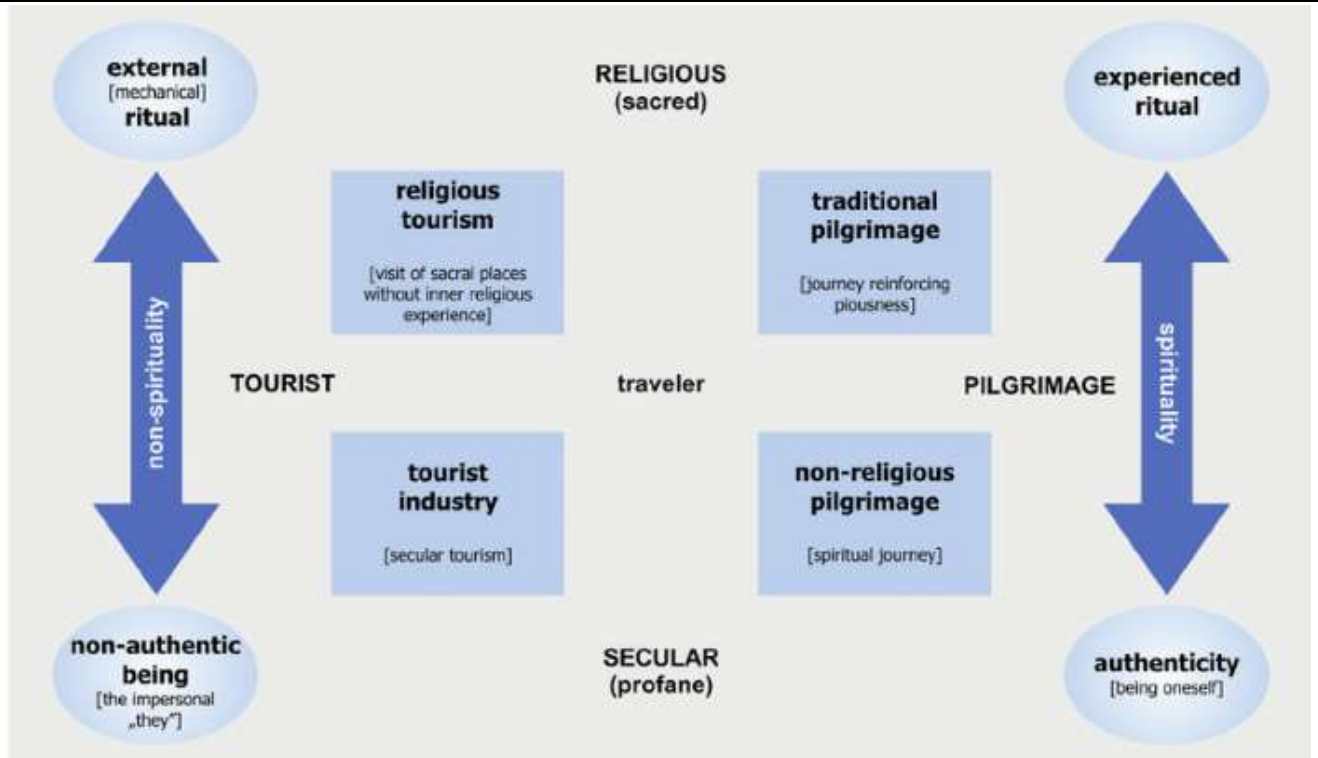 external
[mechanical]
ritual
RELIGIOUS
(sacred)
experienced
ritual
religious
tourism
[visit of sacral places
without inner religious
experience]
traditional
pilgrimage
[journey reinforcing
piousness]
non-spirituality
TOURIST
traveler
PILGRIMAGE
spirituality
tourist
industry
[secular tourism]
non-religious
pilgrimage
[spiritual journey]
non-authentic
being
[the impersonal
„they”]
SECULAR
(profane)
authenticity
[being oneself]